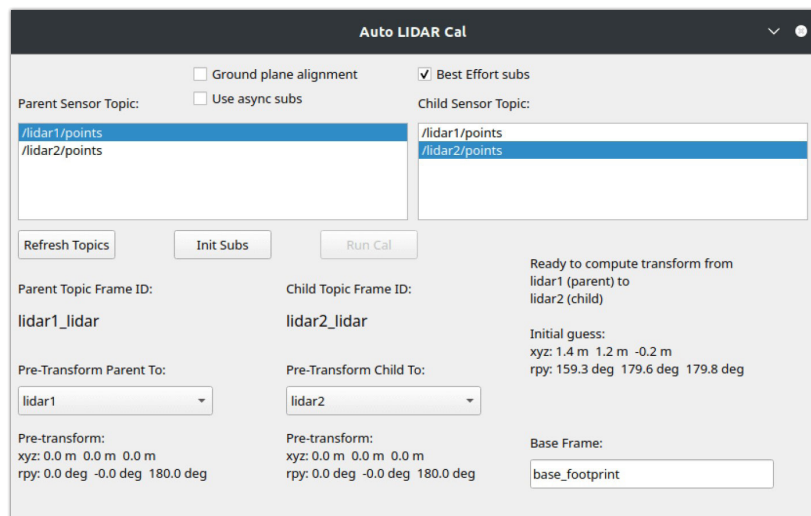 Auto LIDAR Cal
Ground plane alignment
Best Effort subs
Use async subs
Parent Sensor Topic:
Child Sensor Topic:
/lidar1/points
/lidar2/points
/lidar1/points
/lidar2/points
Refresh Topics
Init Subs
Run Cal
Ready to compute transform from
lidar1 (parent) to
lidar2 (child)
Parent Topic Frame ID:
Child Topic Frame ID:
lidar1_lidar
lidar2_lidar
Initial guess:
xyz: 1.4 m 1.2 m -0.2 m
rpy: 159.3 deg 179.6 deg 179.8 deg
Pre-Transform Parent To:
Pre-Transform Child To:
lidar1
lidar2
Pre-transform:
xyz: 0.0 m 0.0 m 0.0 m
rpy: 0.0 deg -0.0 deg 180.0 deg
Pre-transform:
xyz: 0.0 m 0.0 m 0.0 m
rpy: 0.0 deg -0.0 deg 180.0 deg
Base Frame:
base_footprint